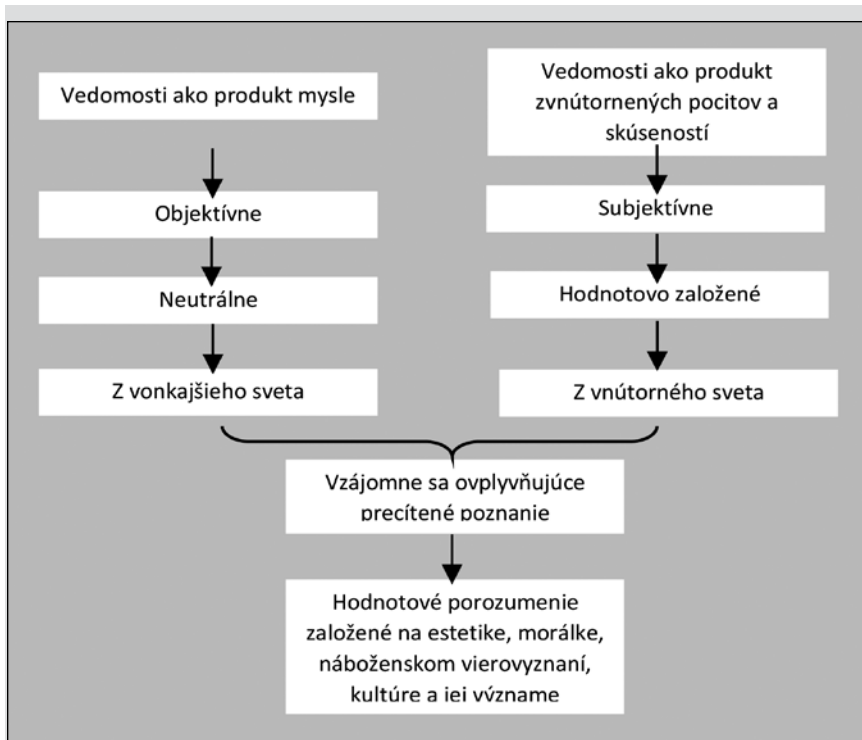 Vedomosti ako produkt mysle
Objektívne
Neutrálne
Z vonkajšieho sveta
Vedomosti ako produkt
zvnútornených pocitov a
skúseností
Subjektívne
Hodnotovo založené
Z vnútorného sveta
Vzájomne sa ovplyvňujúce
precítené poznanie
Hodnotové porozumenie
založené na estetike, morálke,
náboženskom vierovyznaní,
kultúre a jej význame